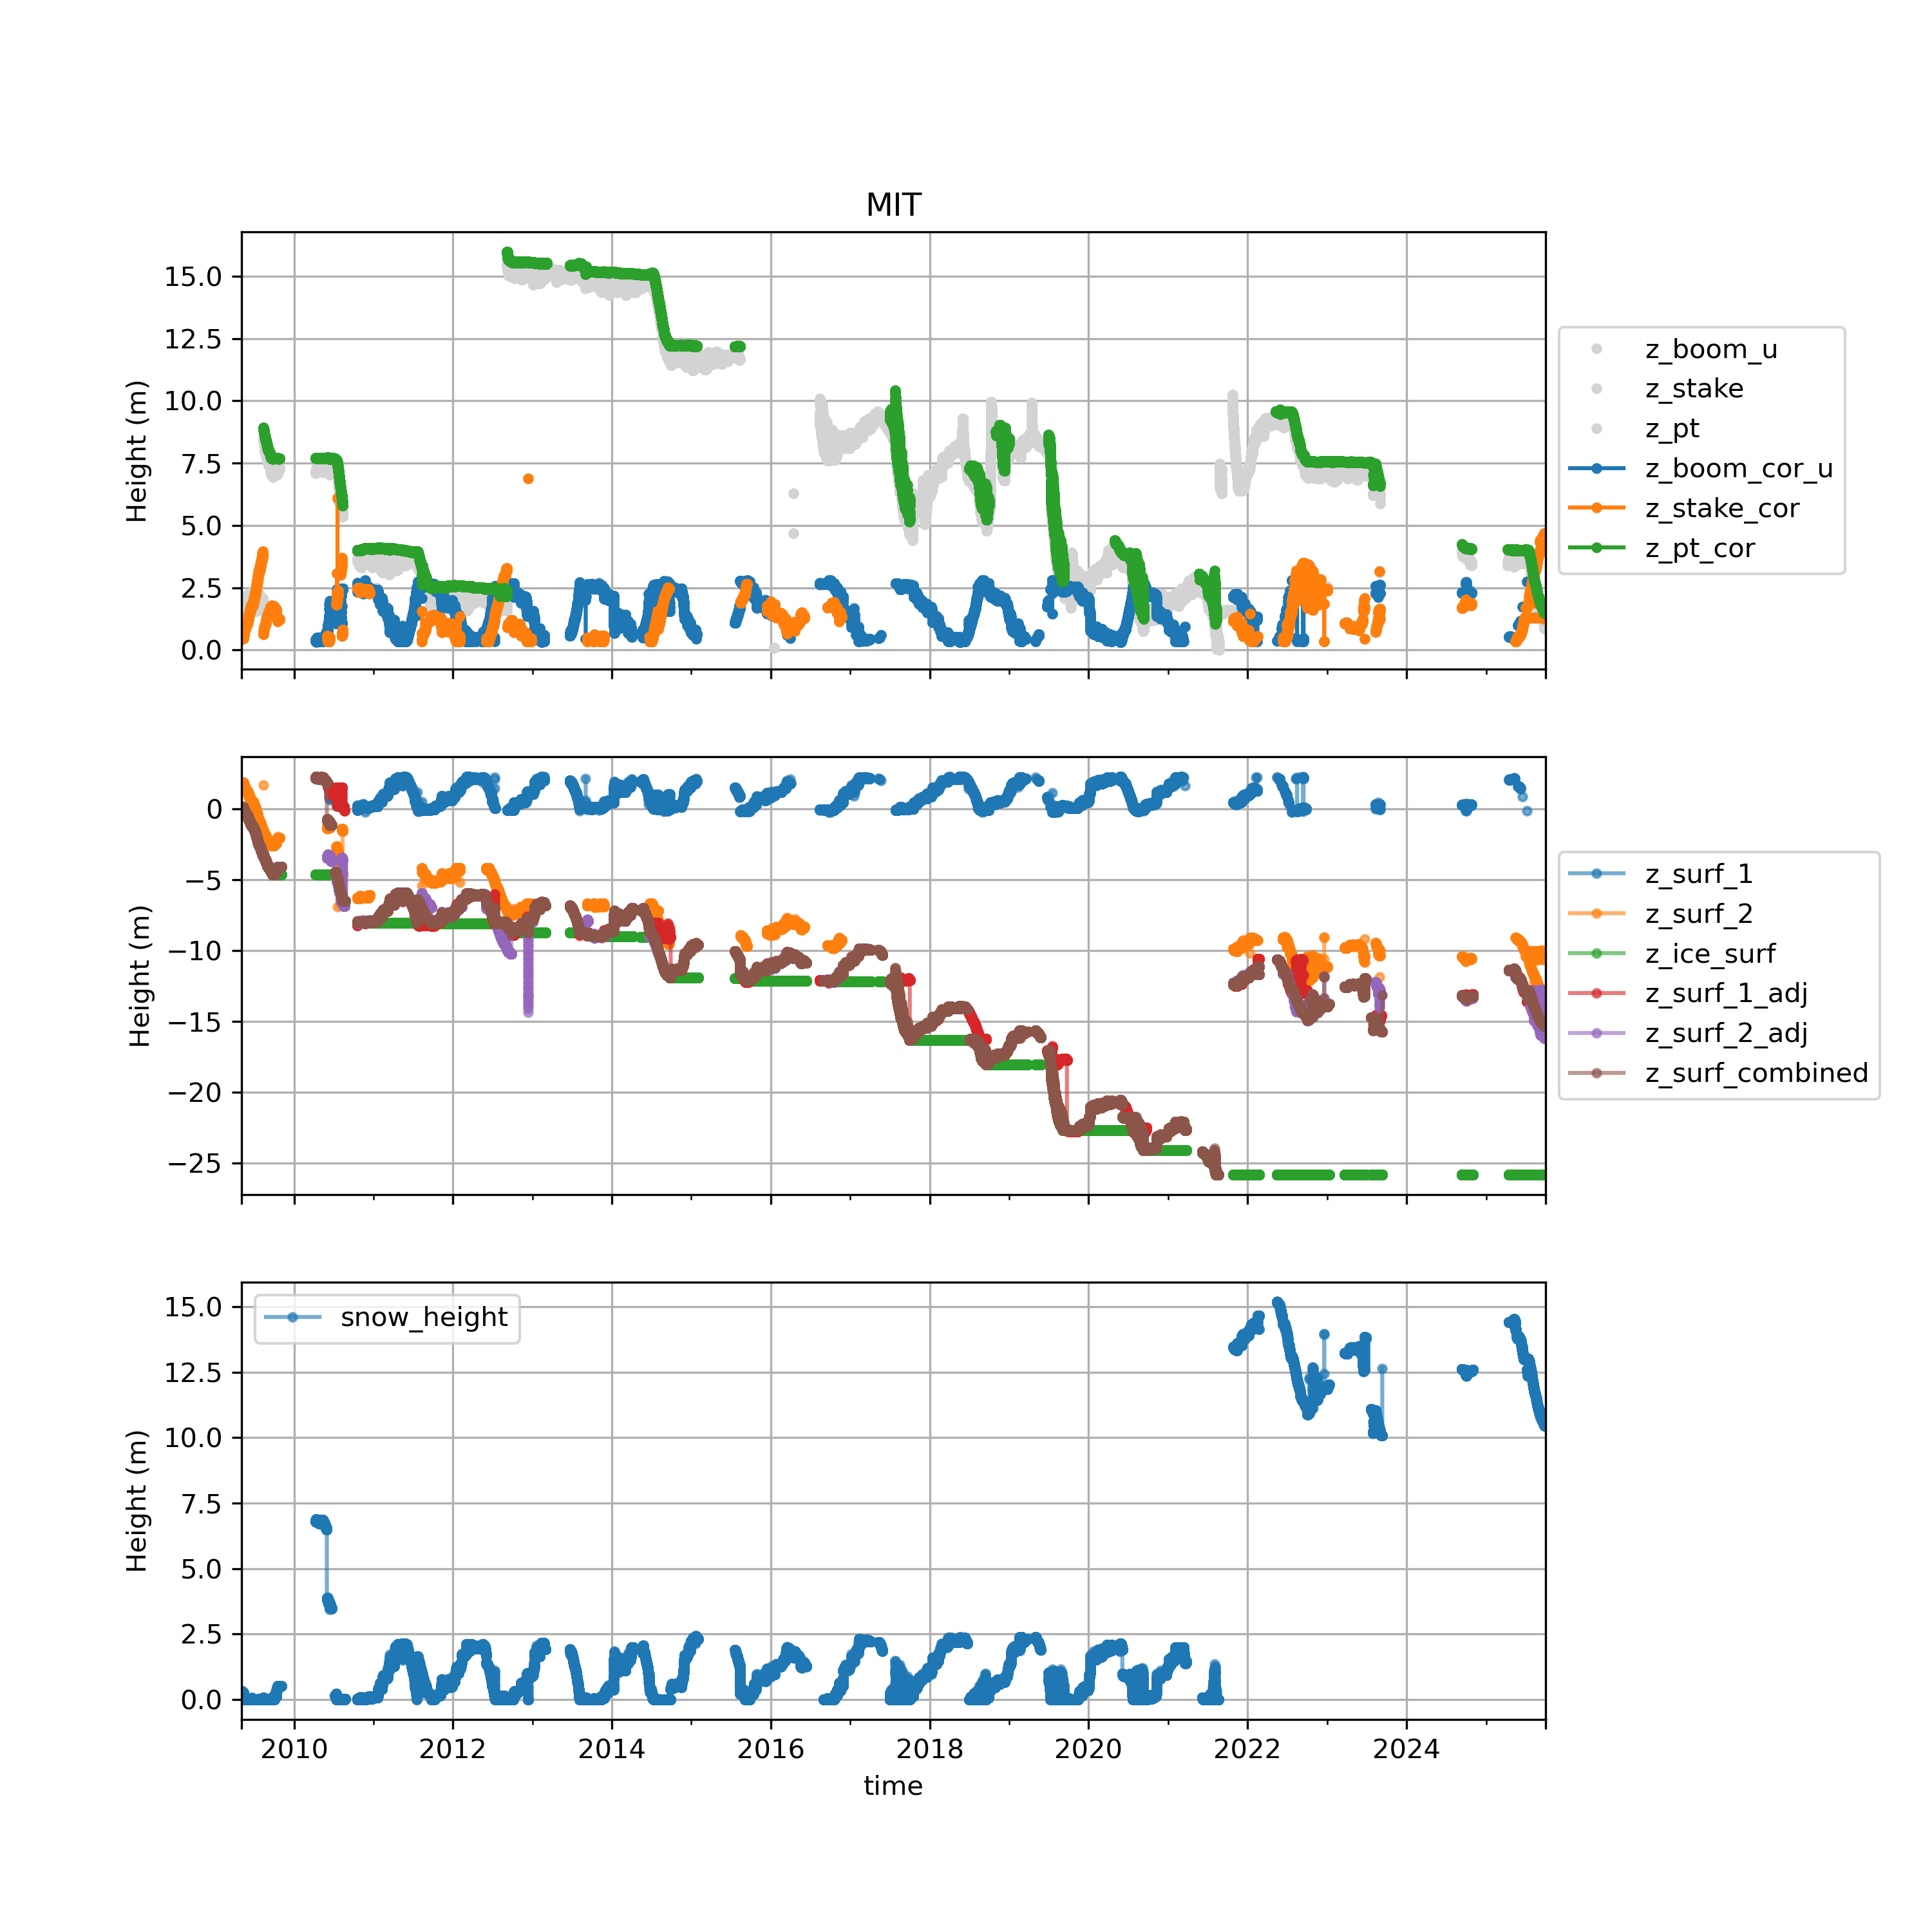 MIT
Height (m)
15.0
12.5
10.0
7.5
5.0
2.5
0.0
z_boom_u
z_stake
z_pt
z_boom_cor_u
z_stake_cor
z_pt_cor
Height (m)
0
−5
−10
−15
−20
−25
z_surf_1
z_surf_2
z_ice_surf
z_surf_1_adj
z_surf_2_adj
z_surf_combined
Height (m)
15.0
12.5
10.0
7.5
5.0
2.5
0.0
snow_height
2010 2012 2014 2016 2018 2020 2022 2024
time